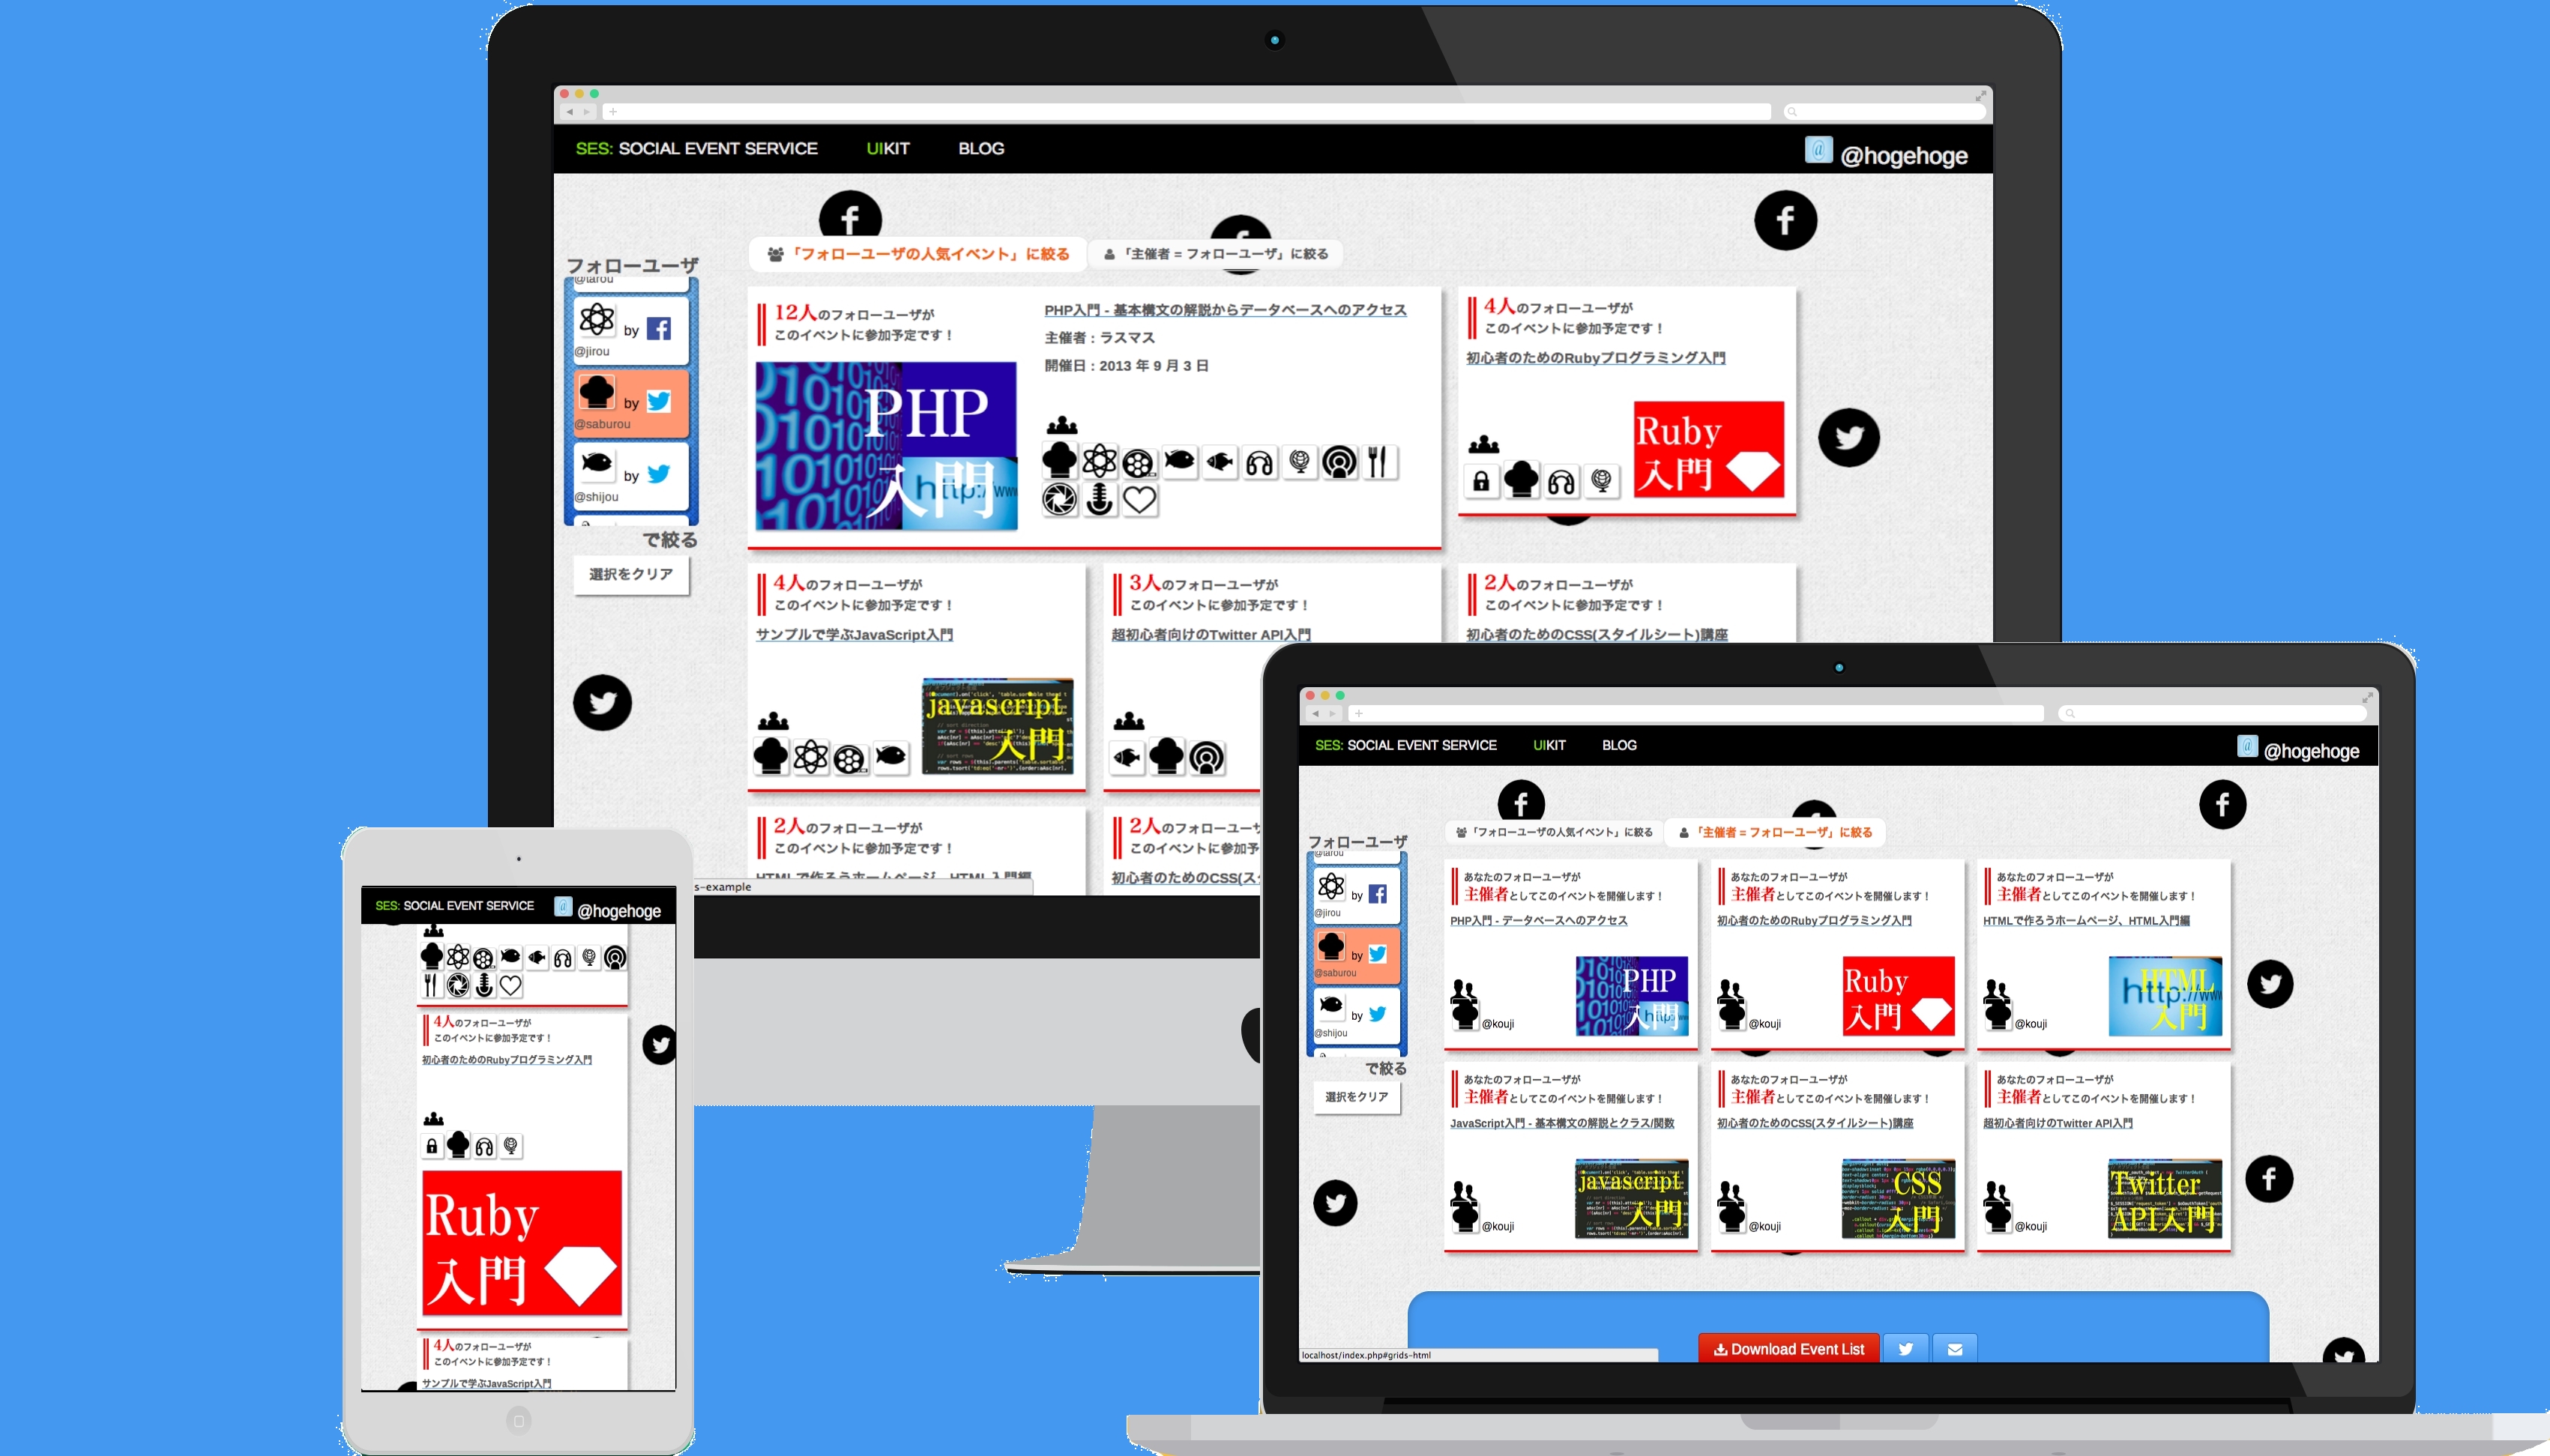 SES: SOCIAL EVENT SERVICE
UIKIT
BLOG
@hogehoge
「フォローユーザの人気イベント」に絞る
「主催者 = フォローユーザ」に絞る
フォローユーザ
@tarou
by
@jirou
by
@saburou
by
@shijou
で絞る
選択をクリア
12人のフォローユーザが
このイベントに参加予定です！
PHP
入門
http://www
PHP入門 - 基本構文の解説からデータベースへのアクセス
主催者 : ラスマス
開催日 : 2013 年 9 月 3 日
4人のフォローユーザが
このイベントに参加予定です！
初心者のためのRubyプログラミング入門
Ruby
入門
4人のフォローユーザが
このイベントに参加予定です！
サンプルで学ぶJavaScript入門
javascript
入門
3人のフォローユーザが
このイベントに参加予定です！
超初心者向けのTwitter API入門
2人のフォローユーザが
このイベントに参加予定です！
初心者のためのCSS(スタイルシート)講座
2人のフォローユーザが
このイベントに参加予定です！
HTMLで作ろうホームページ、HTML入門編
2人のフォローユーザ
このイベントに参加予
初心者のためのCSS(ス
s-example
SES: SOCIAL EVENT SERVICE
@hogehoge
4人のフォローユーザが
このイベントに参加予定です！
初心者のためのRubyプログラミング入門
Ruby
入門
4人のフォローユーザが
このイベントに参加予定です！
サンプルで学ぶJavaScript入門
SES: SOCIAL EVENT SERVICE
UIKIT
BLOG
@hogehoge
「フォローユーザの人気イベント」に絞る
「主催者 = フォローユーザ」に絞る
フォローユーザ
@tarou
by
@jirou
by
@saburou
by
@shijou
で絞る
選択をクリア
あなたのフォローユーザが
主催者としてこのイベントを開催します！
PHP入門 - データベースへのアクセス
@kouji
PHP
入門
あなたのフォローユーザが
主催者としてこのイベントを開催します！
初心者のためのRubyプログラミング入門
@kouji
Ruby
入門
あなたのフォローユーザが
主催者としてこのイベントを開催します！
HTMLで作ろうホームページ、HTML入門編
@kouji
HTML
http://www
入門
あなたのフォローユーザが
主催者としてこのイベントを開催します！
JavaScript入門 - 基本構文の解説とクラス/関数
@kouji
javascript
入門
あなたのフォローユーザが
主催者としてこのイベントを開催します！
初心者のためのCSS(スタイルシート)講座
@kouji
CSS
入門
あなたのフォローユーザが
主催者としてこのイベントを開催します！
超初心者向けのTwitter API入門
@kouji
Twitter
API入門
Download Event List
localhost/index.php#grids-html